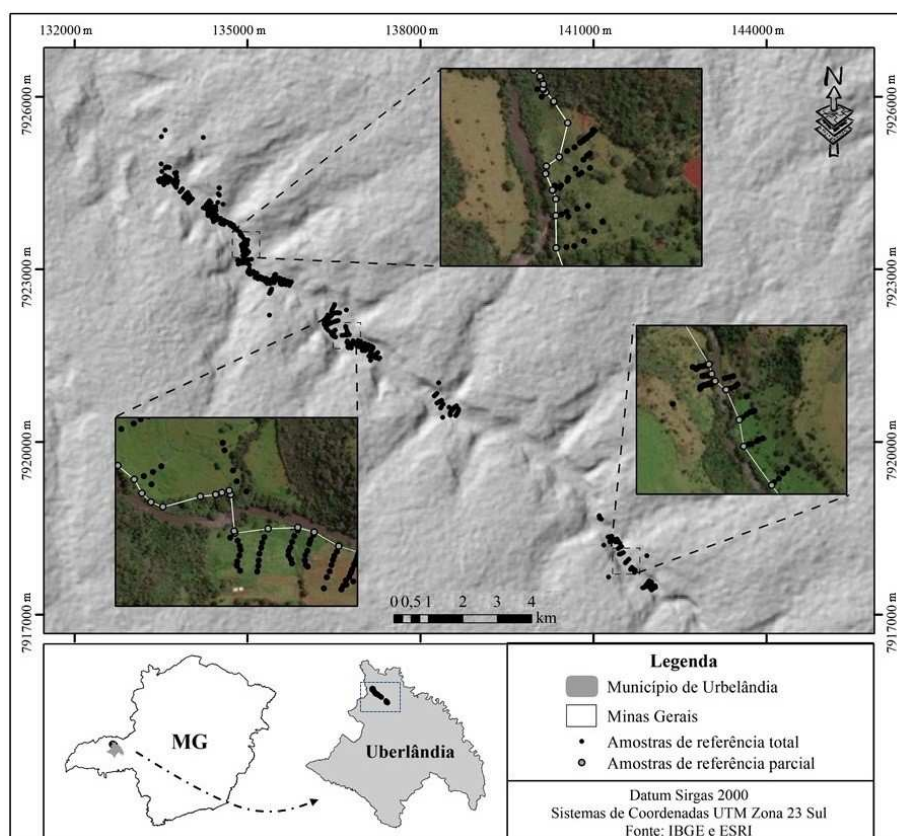 132000 m
135000 m
138000 m
141000 m
144000 m
7926000 m
7926000 m
N
7923000 m
7923000 m
7920000 m
7920000 m
7917000 m
7917000 m
0 0,5 1 2 3 4
km
MG
Uberlândia
Legenda
Município de Urbelândia
Minas Gerais
Amostras de referência total
Amostras de referência parcial
Datum Sirgas 2000
Sistemas de Coordenadas UTM Zona 23 Sul
Fonte: IBGE e ESRI